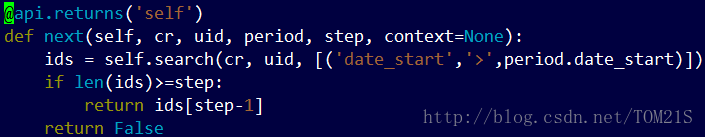 @api.returns('self')
def next(self, cr, uid, period, step, context=None):
    ids = self.search(cr, uid, [('date_start','>',period.date_start)])
    if len(ids)>=step:
        return ids[step-1]
    return False
http://blog.csdn.net/TOM21S